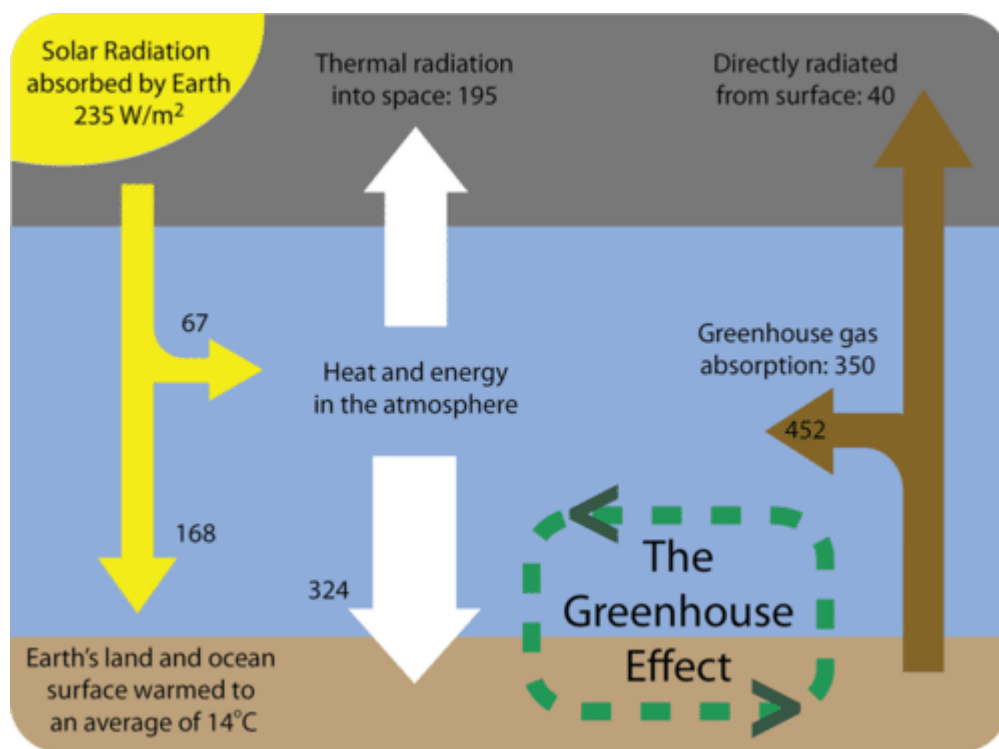 Solar Radiation
absorbed by Earth
235 W/m²
Thermal radiation
into space: 195
Directly radiated
from surface: 40
67
Heat and energy
in the atmosphere
Greenhouse gas
absorption: 350
452
168
324
The
Greenhouse
Effect
Earth's land and ocean
surface warmed to
an average of 14°C